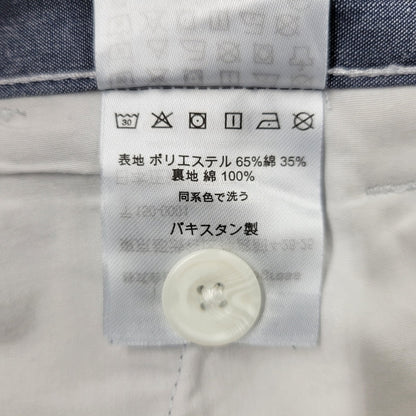 30
表地 ポリエステル 65%綿 35%
裏地 綿 100%
同系色で洗う
パキスタン製